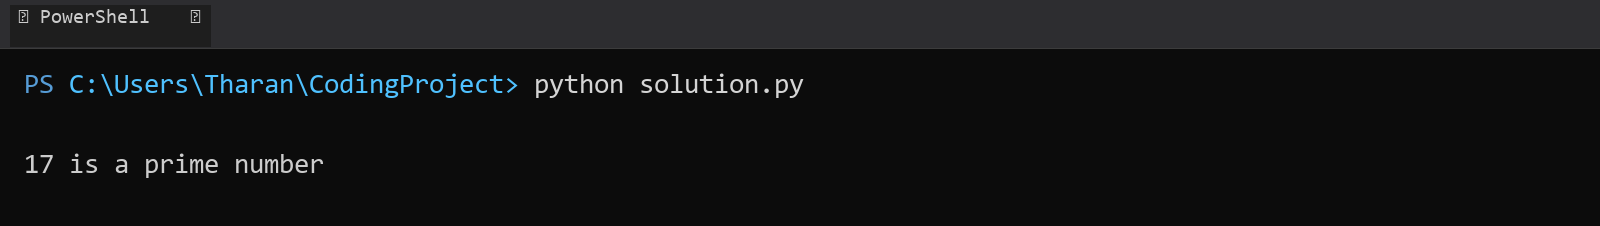 PowerShell
PS C:\Users\Tharan\CodingProject> python solution.py
17 is a prime number